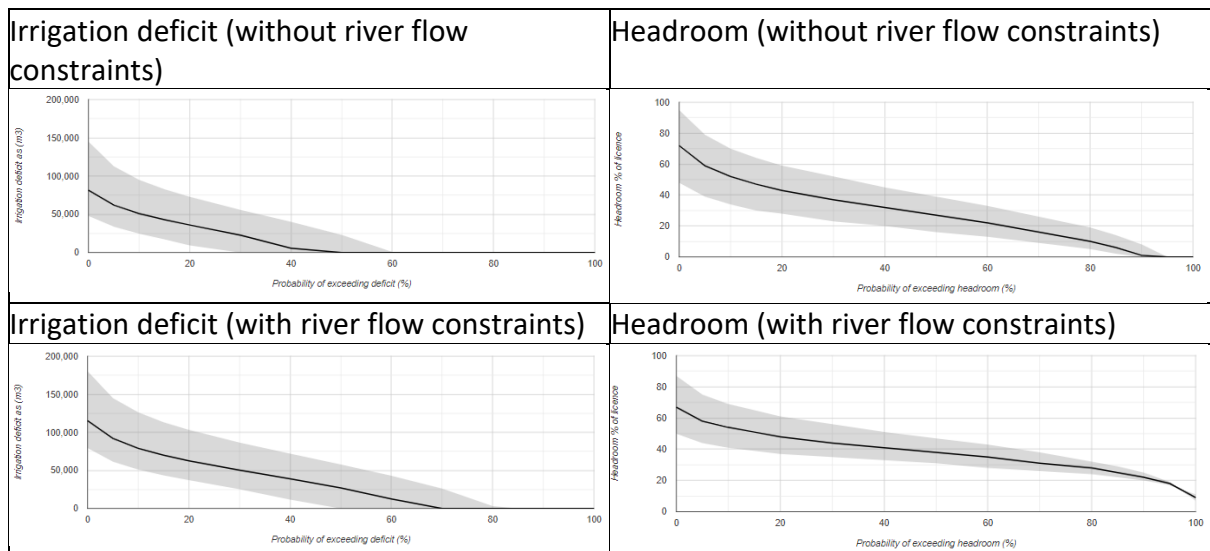 Irrigation deficit (without river flow
constraints)
Headroom (without river flow constraints)
Irrigation deficit as (m3)
200,000
150,000
100,000
50,000
0
0 20 40 60 80 100
Probability of exceeding deficit (%)
Headroom % of licence
100
80
60
40
20
0
0 20 40 60 80 100
Probability of exceeding headroom (%)
Irrigation deficit (with river flow constraints)
Headroom (with river flow constraints)
Irrigation deficit as (m3)
200,000
150,000
100,000
50,000
0
0 20 40 60 80 100
Probability of exceeding deficit (%)
Headroom % of licence
100
80
60
40
20
0
0 20 40 60 80 100
Probability of exceeding headroom (%)